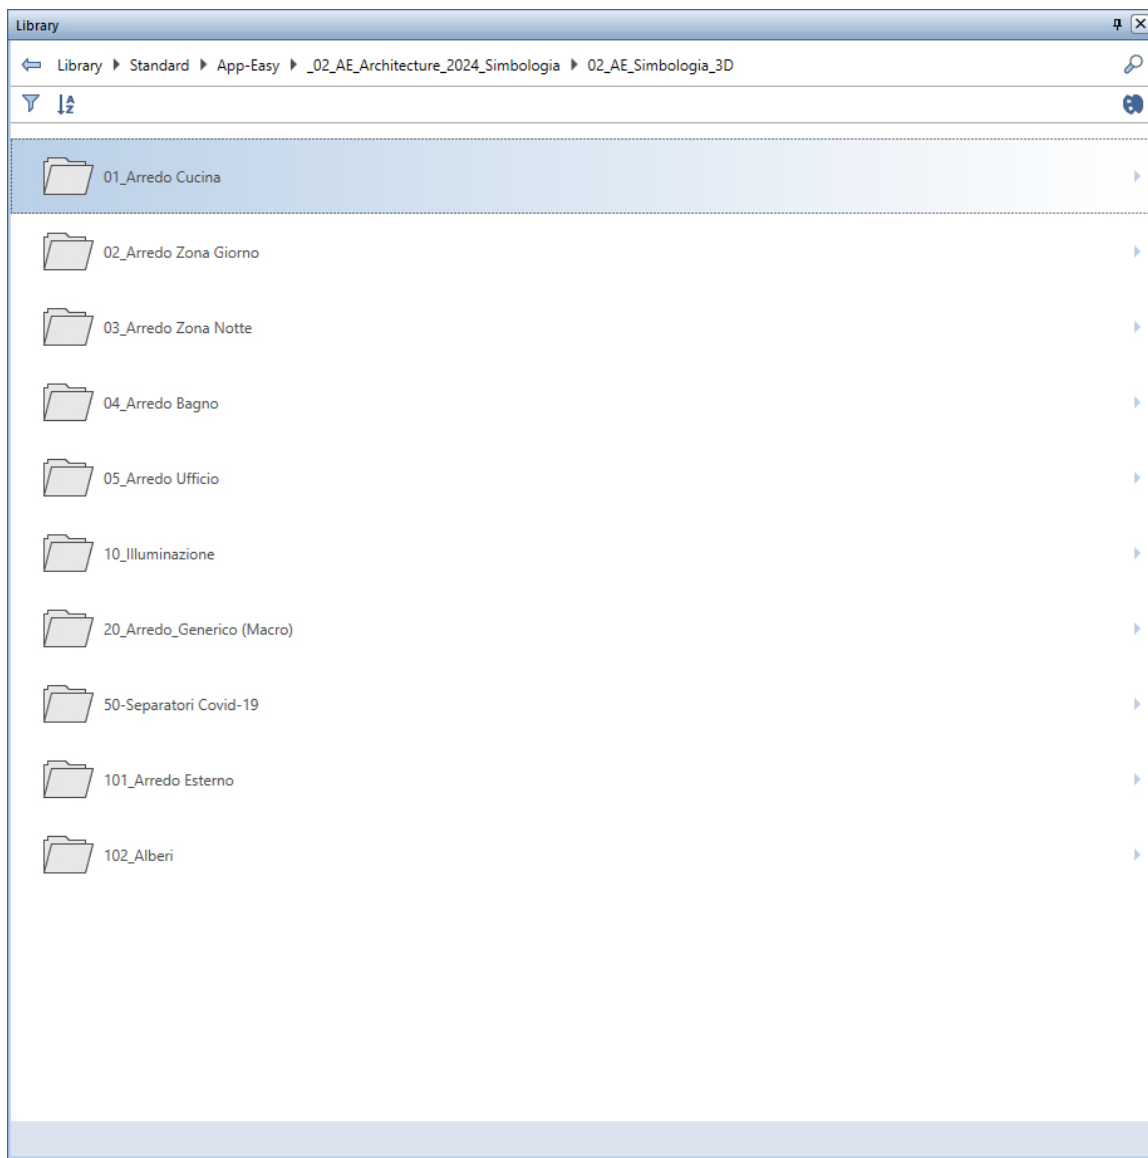 Library
Library Standard App-Easy _02_AE_Architecture_2024_Simbologia 02_AE_Simbologia_3D
01_Arredo Cucina
02_Arredo Zona Giorno
03_Arredo Zona Notte
04_Arredo Bagno
05_Arredo Ufficio
10_Illuminazione
20_Arredo_Generico (Macro)
50-Separatori Covid-19
101_Arredo Esterno
102_Alberi